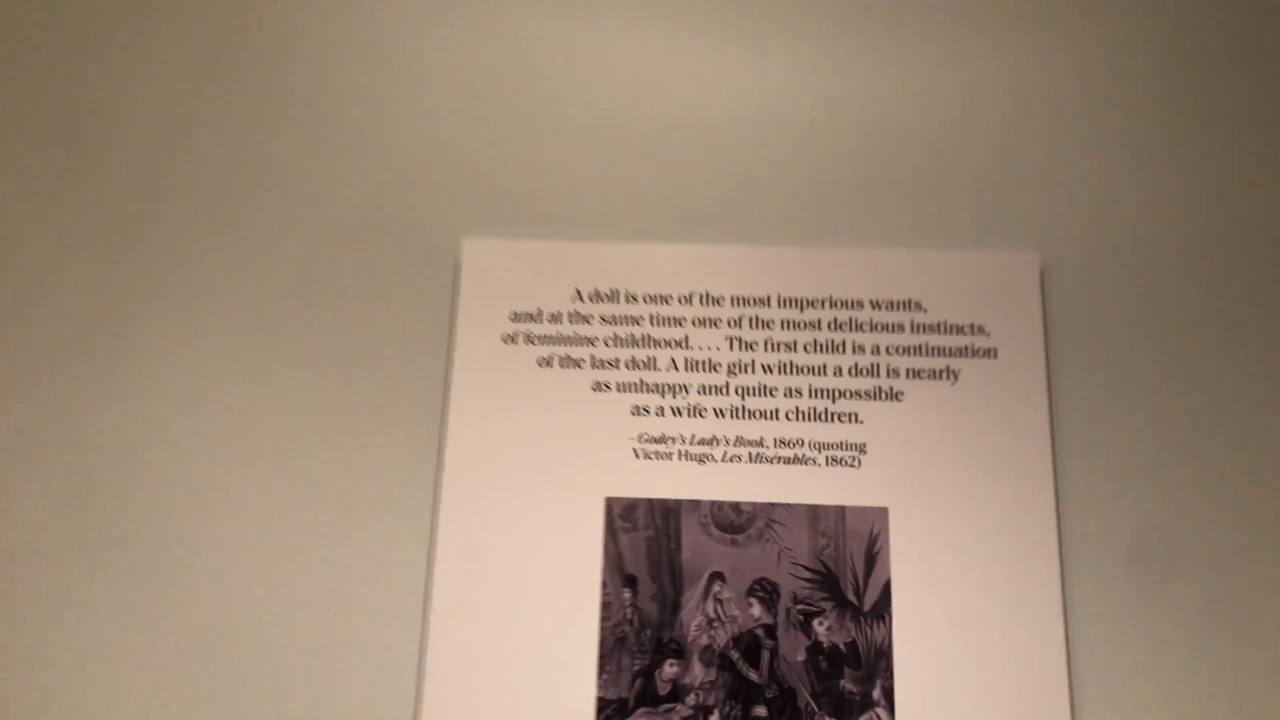 A doll is one of the most imperious wants,
and at the same time one of the most delicious instincts,
of feminine childhood. . . . The first child is a continuation
of the last doll. A little girl without a doll is nearly
as unhappy and quite as impossible
as a wife without children.
– Godey's Lady's Book, 1869 (quoting
Victor Hugo, Les Misérables, 1862)